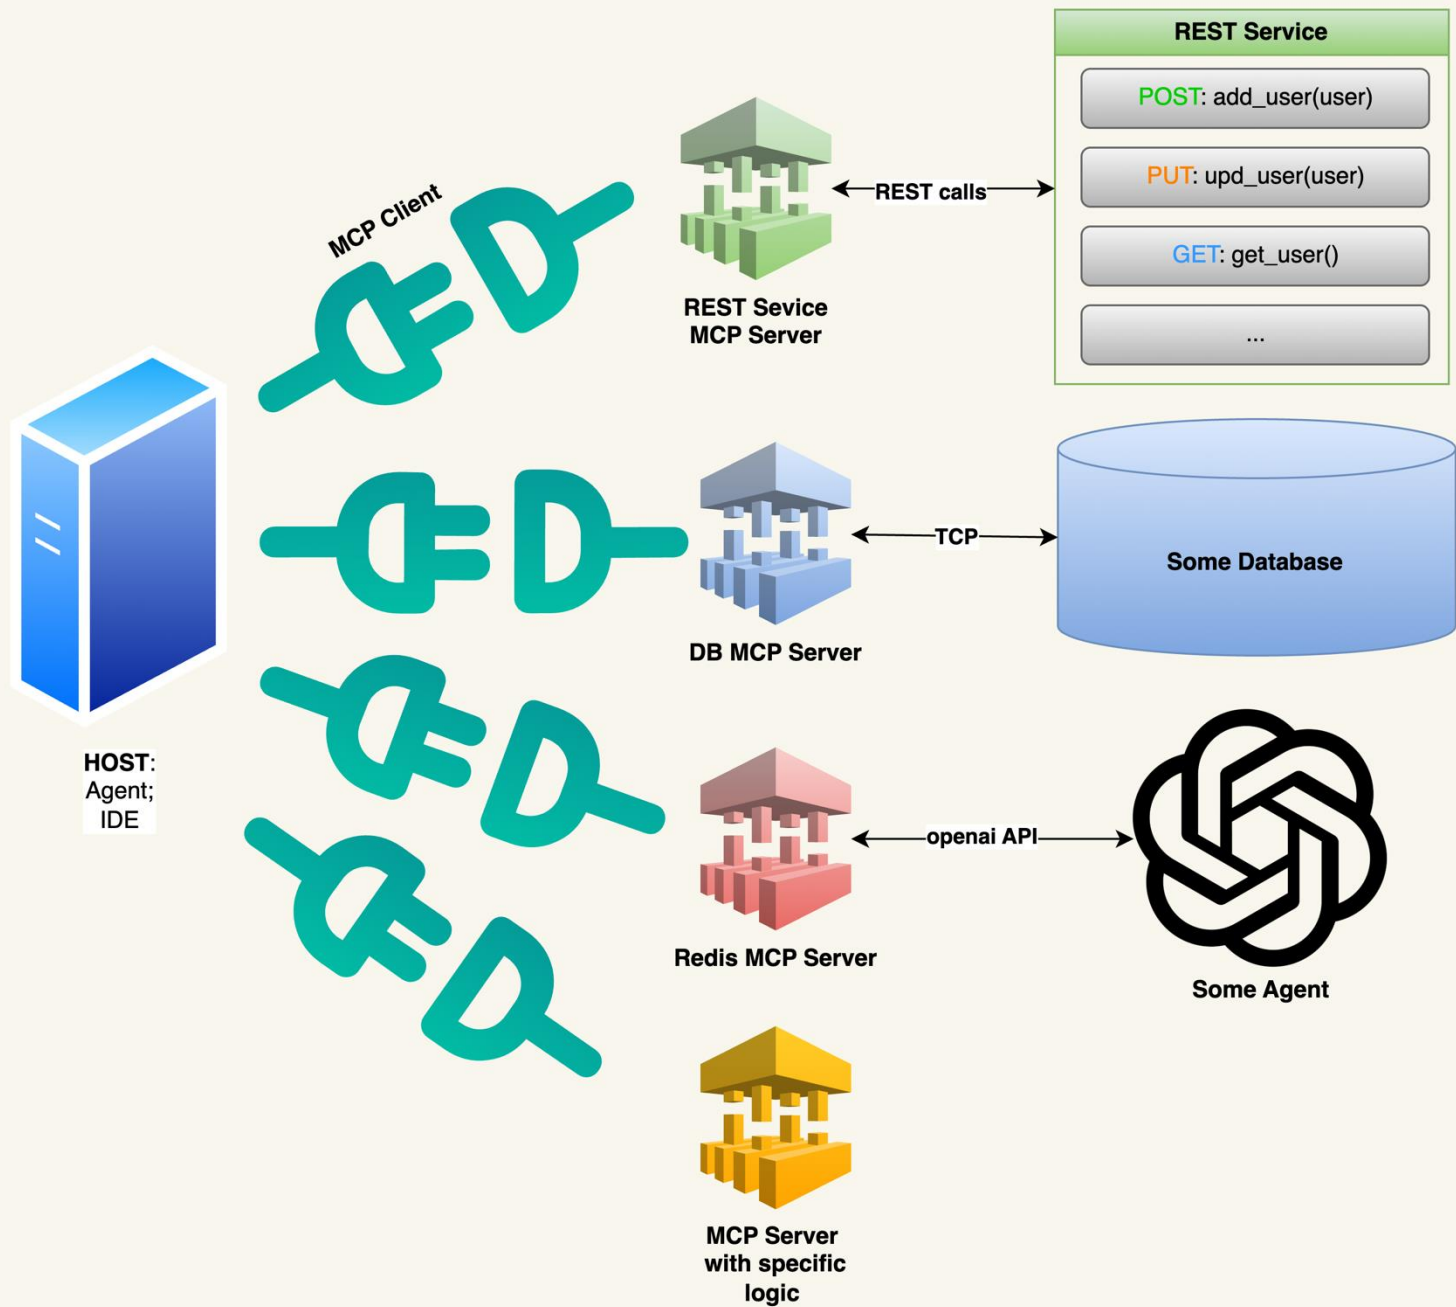 REST Service
POST: add_user(user)
PUT: upd_user(user)
GET: get_user()
...
MCP Client
REST calls
REST Sevice
MCP Server
HOST:
Agent;
IDE
TCP
Some Database
DB MCP Server
openai API
Redis MCP Server
Some Agent
MCP Server
with specific
logic